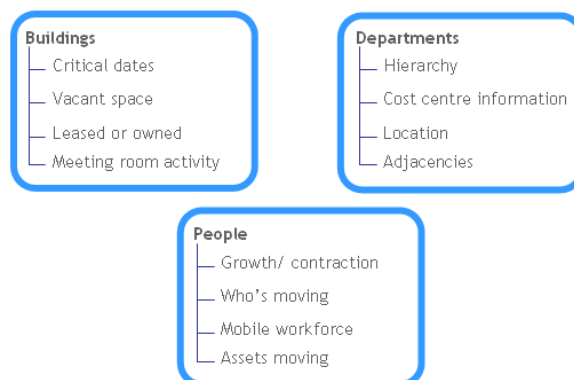 Buildings
Critical dates
Vacant space
Leased or owned
Meeting room activity
Departments
Hierarchy
Cost centre information
Location
Adjacencies
People
Growth/ contraction
Who's moving
Mobile workforce
Assets moving